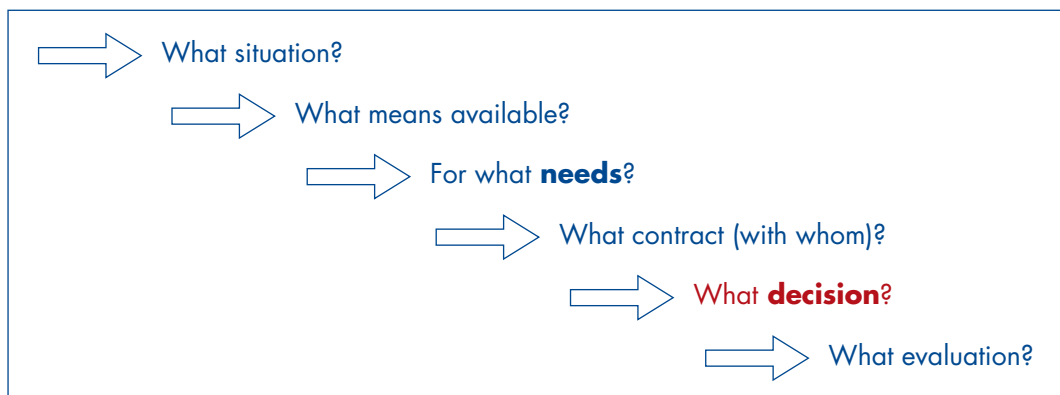 What situation?
What means available?
For what needs?
What contract (with whom)?
What decision?
What evaluation?